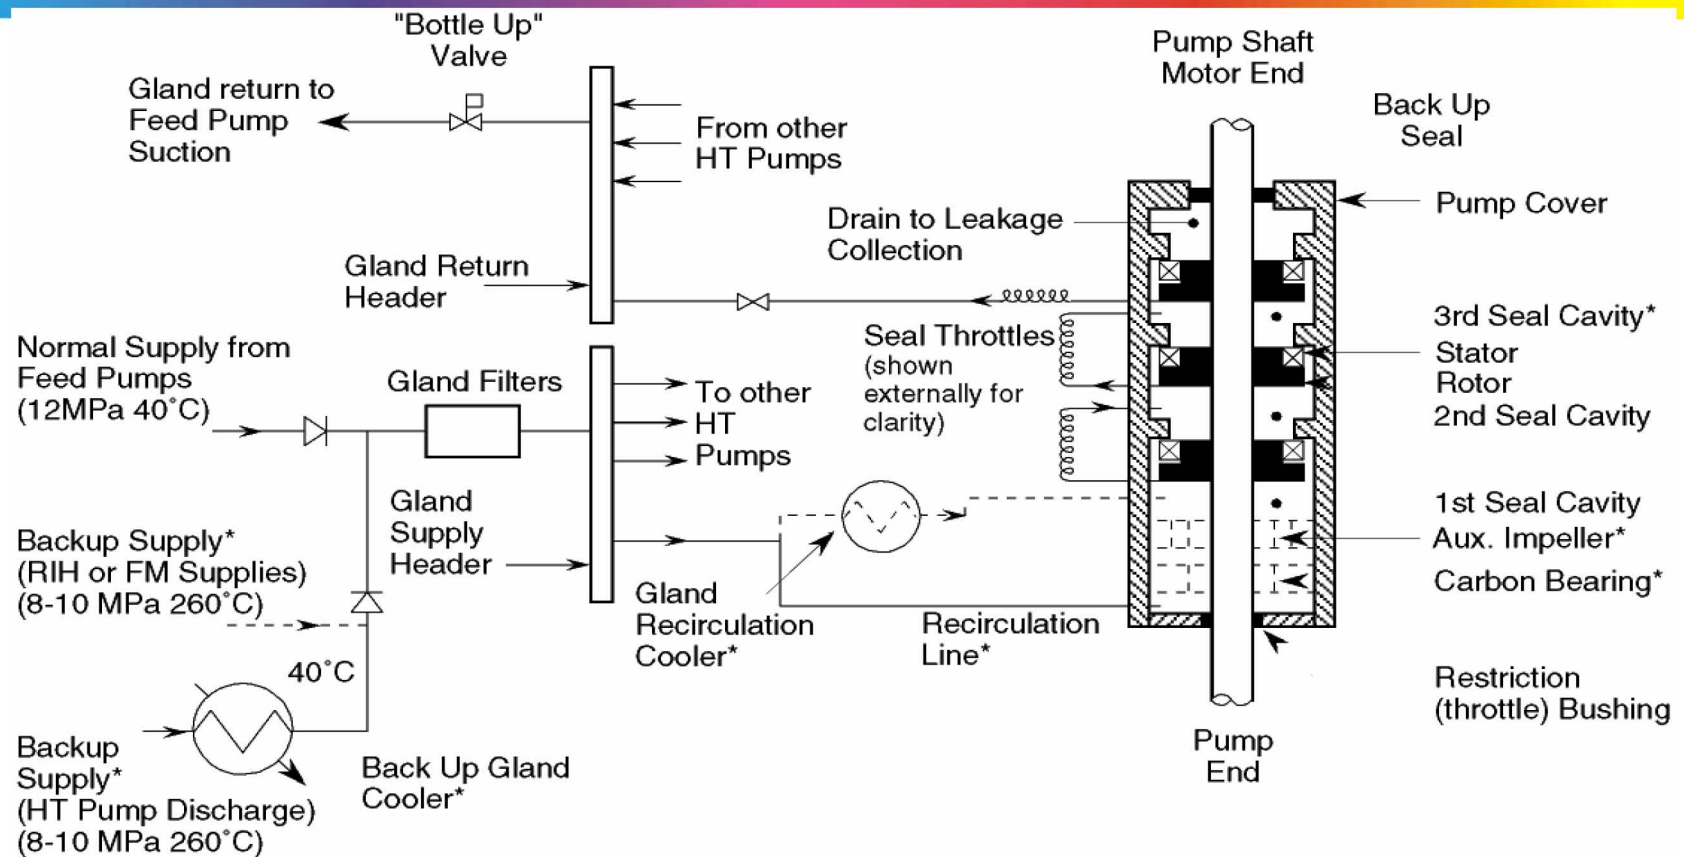 "Bottle Up"
Valve
Gland return to
Feed Pump
Suction
From other
HT Pumps
Gland Return
Header
Pump Shaft
Motor End
Back Up
Seal
Pump Cover
Drain to Leakage
Collection
Normal Supply from
Feed Pumps
(12MPa 40°C)
Gland Filters
To other
HT
Pumps
Seal Throttles
(shown
externally for
clarity)
3rd Seal Cavity*
Stator
Rotor
2nd Seal Cavity
1st Seal Cavity
Aux. Impeller*
Carbon Bearing*
Gland
Supply
Header
Backup Supply*
(RIH or FM Supplies)
(8-10 MPa 260°C)
Gland
Recirculation
Cooler*
Recirculation
Line*
40°C
Restriction
(throttle) Bushing
Backup
Supply*
(HT Pump Discharge)
(8-10 MPa 260°C)
Back Up Gland
Cooler*
Pump
End